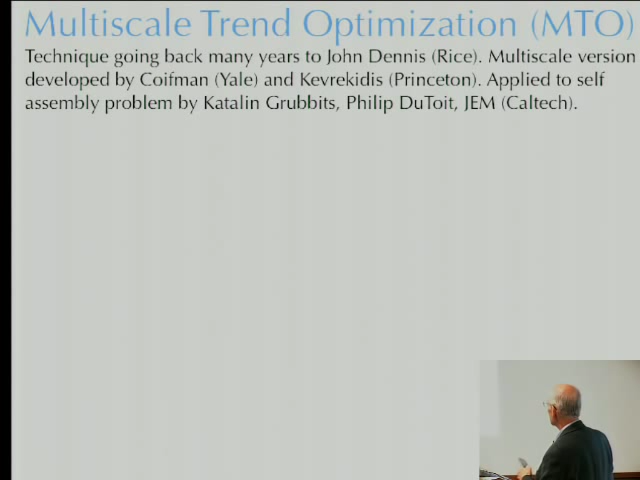 Multiscale Trend Optimization (MTO)
Technique going back many years to John Dennis (Rice). Multiscale version
developed by Coifman (Yale) and Kevrekidis (Princeton). Applied to self
assembly problem by Katalin Grubbits, Philip DuToit, JEM (Caltech).